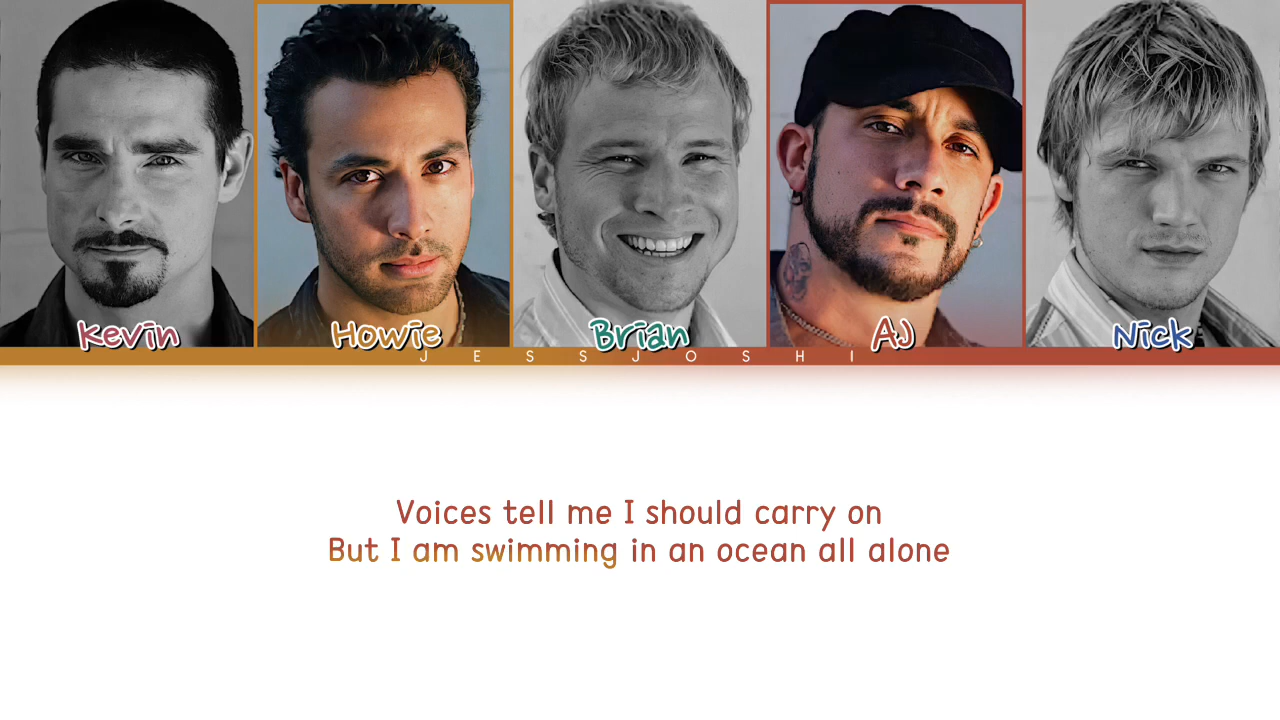 Kevin
Howie
Brian
AJ
Nick
JESSJOSHI
Voices tell me I should carry on
But I am swimming in an ocean all alone